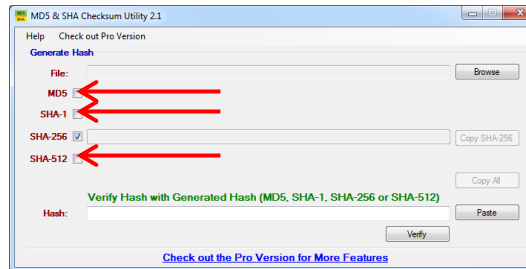 MD5 & SHA Checksum Utility 2.1
Help Check out Pro Version
Generate Hash
File: Browse
MD5
SHA-1
SHA-256 Copy SHA-256
SHA-512
Copy All
Verify Hash with Generated Hash (MD5, SHA-1, SHA-256 or SHA-512)
Hash: Paste
Verify
Check out the Pro Version for More Features